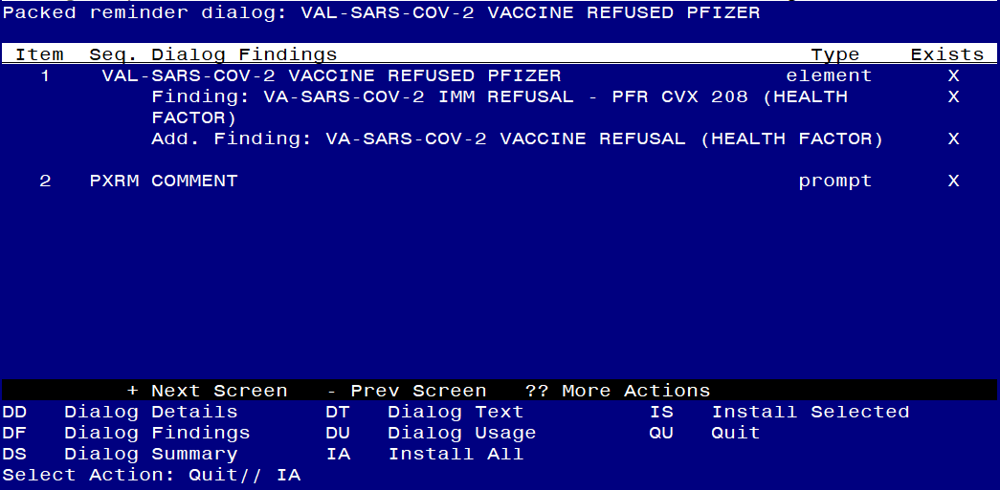 Packed reminder dialog: VAL-SARS-COV-2 VACCINE REFUSED PFIZER
Item Seq. Dialog Findings Type Exists
1 VAL-SARS-COV-2 VACCINE REFUSED PFIZER element X
Finding: VA-SARS-COV-2 IMM REFUSAL - PFR CVX 208 (HEALTH X
FACTOR)
Add. Finding: VA-SARS-COV-2 VACCINE REFUSAL (HEALTH FACTOR) X
2 PXRM COMMENT prompt X
+ Next Screen - Prev Screen ?? More Actions
DD Dialog Details DT Dialog Text IS Install Selected
DF Dialog Findings DU Dialog Usage QU Quit
DS Dialog Summary IA Install All
Select Action: Quit// IA